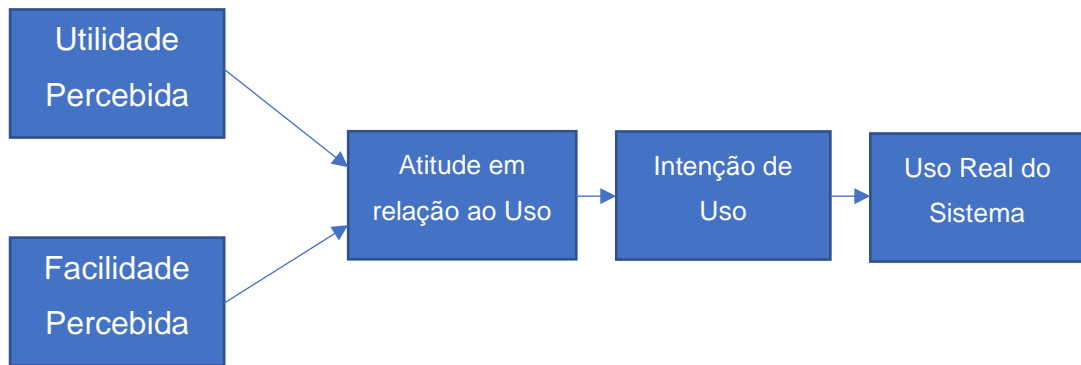 Utilidade
Percebida
Facilidade
Percebida
Atitude em
relação ao Uso
Intenção de
Uso
Uso Real do
Sistema